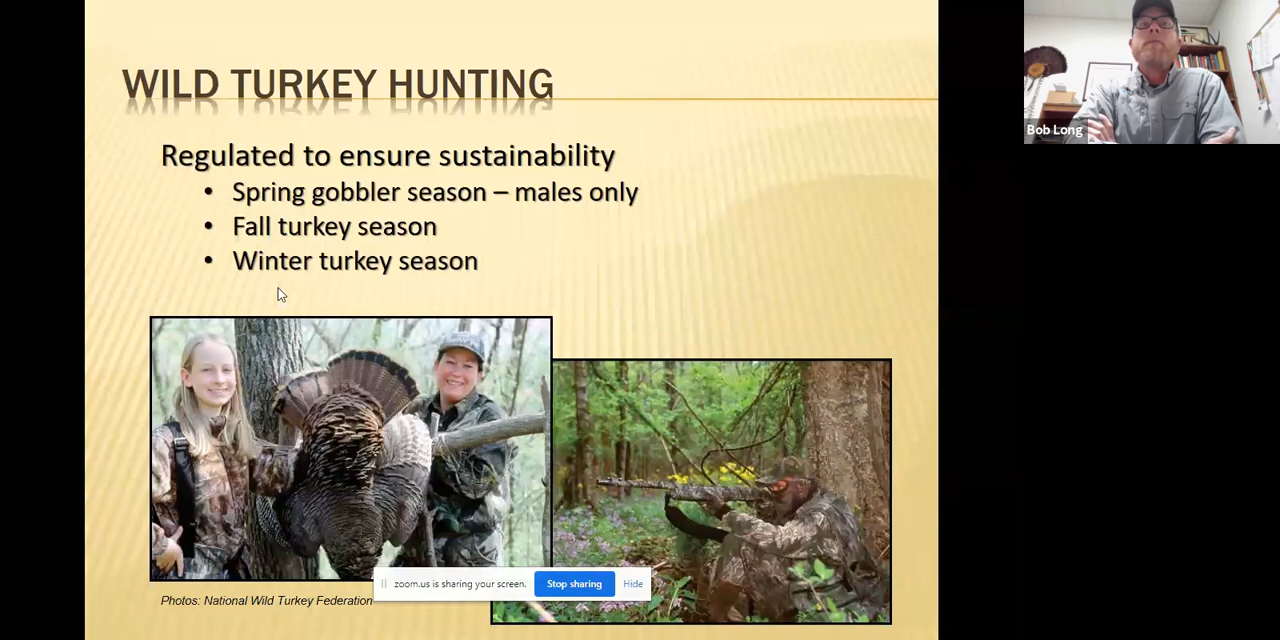 WILD TURKEY HUNTING
Regulated to ensure sustainability
• Spring gobbler season – males only
• Fall turkey season
• Winter turkey season
Photos: National Wild Turkey Federation
zoom.us is sharing your screen.
Stop sharing
Hide
Bob Long